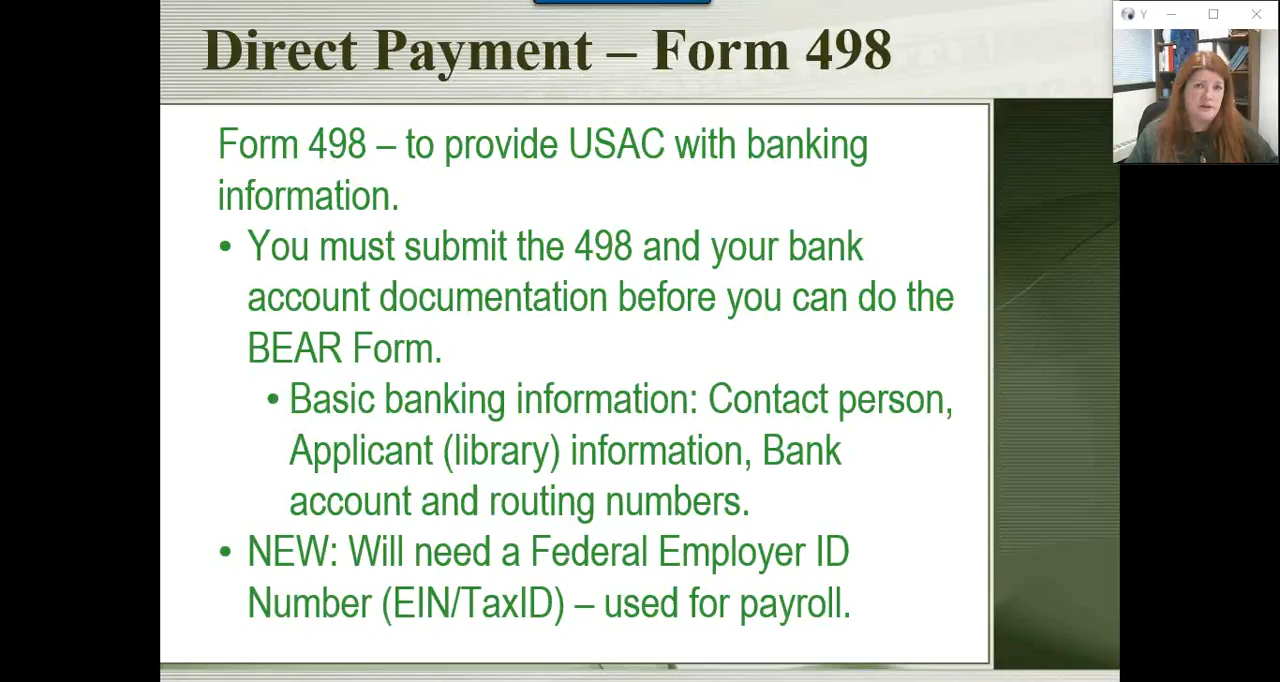 Direct Payment – Form 498
Y
Form 498 – to provide USAC with banking
information.
• You must submit the 498 and your bank
account documentation before you can do the
BEAR Form.
• Basic banking information: Contact person,
Applicant (library) information, Bank
account and routing numbers.
• NEW: Will need a Federal Employer ID
Number (EIN/TaxID) – used for payroll.